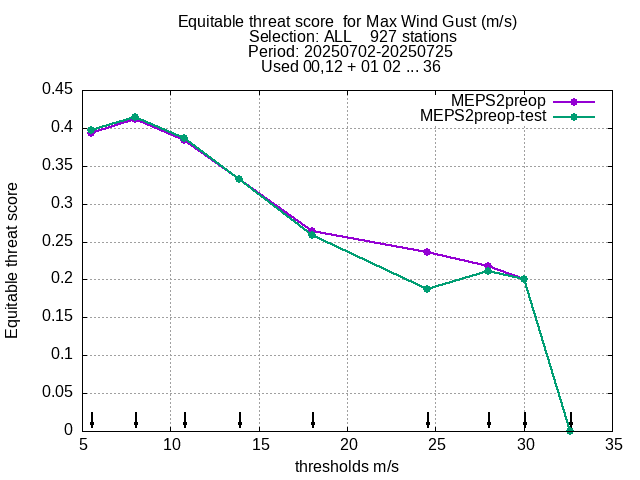 Equitable threat score  for Max Wind Gust (m/s)
Selection: ALL    927 stations
Period: 20250702-20250725
Used 00,12 + 01 02 ... 36
MEPS2preop
MEPS2preop-test
Equitable threat score
0.45
0.4
0.35
0.3
0.25
0.2
0.15
0.1
0.05
0
5 10 15 20 25 30 35
thresholds m/s